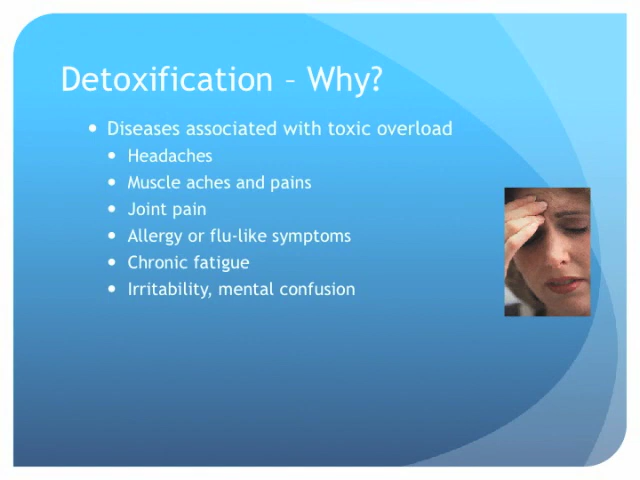 Detoxification – Why?
• Diseases associated with toxic overload
• Headaches
• Muscle aches and pains
• Joint pain
• Allergy or flu-like symptoms
• Chronic fatigue
• Irritability, mental confusion